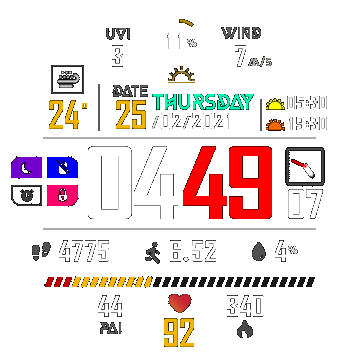 UVI 11% WIND
3 7 M/S
DATE THURSDAY 05:30
24° 25 /02/2021 19:30
04 49 07
4775 6.52 4%
44 340
PAI 92